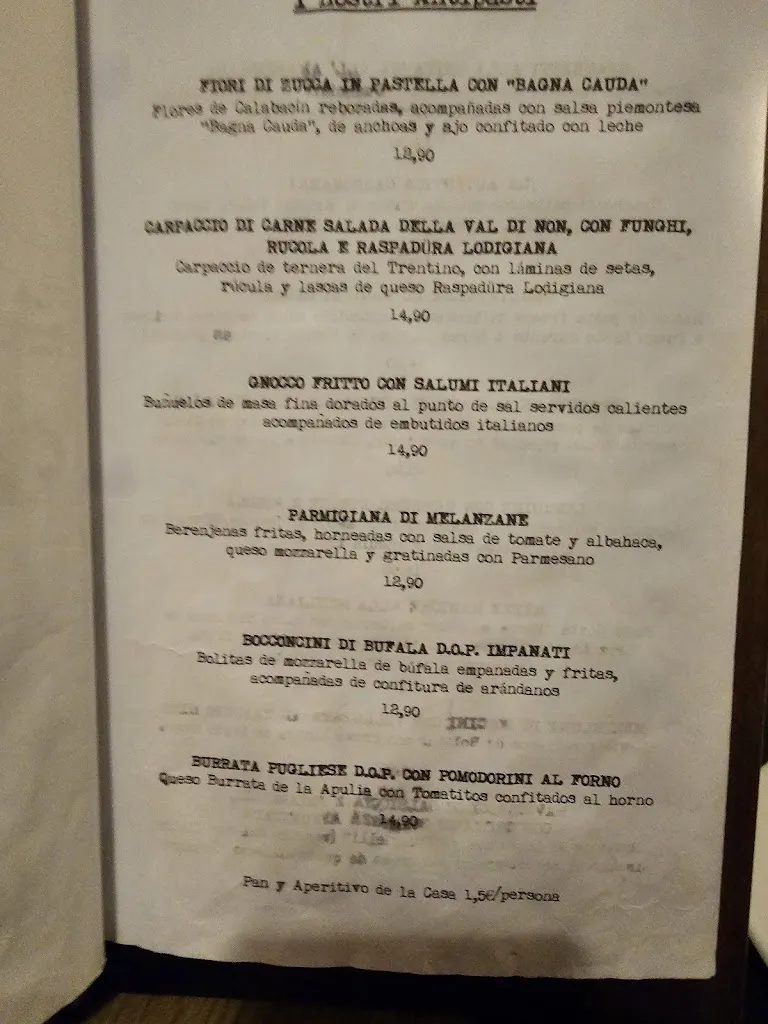 I nostri Antipasti
FIORI DI ZUCCA IN PASTELLA CON "BAGNA CAUDA"
Flores de Calabacín rebozadas, acompañadas con salsa piemontesa
"Bagna Cauda", de anchoas y ajo confitado con leche
12,90
CARPACCIO DI CARNE SALADA DELLA VAL DI NON, CON FUNGHI,
RUCOLA E RASPADÜRA LODIGIANA
Carpaccio de ternera del Trentino, con láminas de setas,
rúcula y lascas de queso Raspadüra Lodigiana
14,90
GNOCCO FRITTO CON SALUMI ITALIANI
Buñuelos de masa fina dorados al punto de sal servidos calientes
acompañados de embutidos italianos
14,90
PARMIGIANA DI MELANZANE
Berenjenas fritas, horneadas con salsa de tomate y albahaca,
queso mozzarella y gratinadas con Parmesano
12,90
BOCCONCINI DI BUFALA D.O.P. IMPANATI
Bolitas de mozzarella de búfala empanadas y fritas,
acompañadas de confitura de arándanos
12,90
BURRATA PUGLIESE D.O.P. CON POMODORINI AL FORNO
Queso Burrata de la Apulia con Tomatitos confitados al horno
14,90
Pan y Aperitivo de la Casa 1,5€/persona